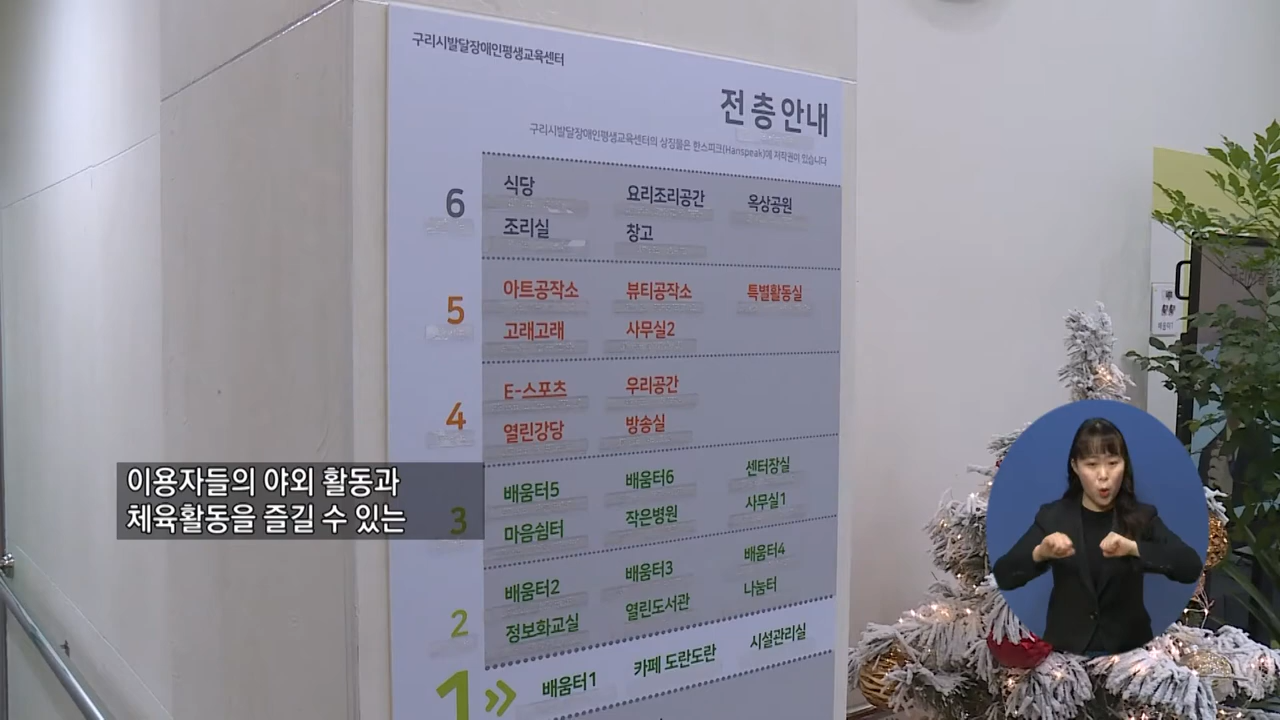 구리시발달장애인평생교육센터
전 층 안내
구리시발달장애인평생교육센터의 상징물은 한스피크(Hanspeak)에 저작권이 있습니다
6 식당 요리조리공간 옥상공원
조리실 창고
5 아트공작소 뷰티공작소 특별활동실
고래고래 사무실2
4 E-스포츠 우리공간
열린강당 방송실
3 배움터5 배움터6 센터장실
마음쉼터 작은병원 사무실1
2 배움터2 배움터3 배움터4
정보화교실 열린도서관 나눔터
1 » 배움터1 카페 도란도란 시설관리실
이용자들의 야외 활동과
체육활동을 즐길 수 있는